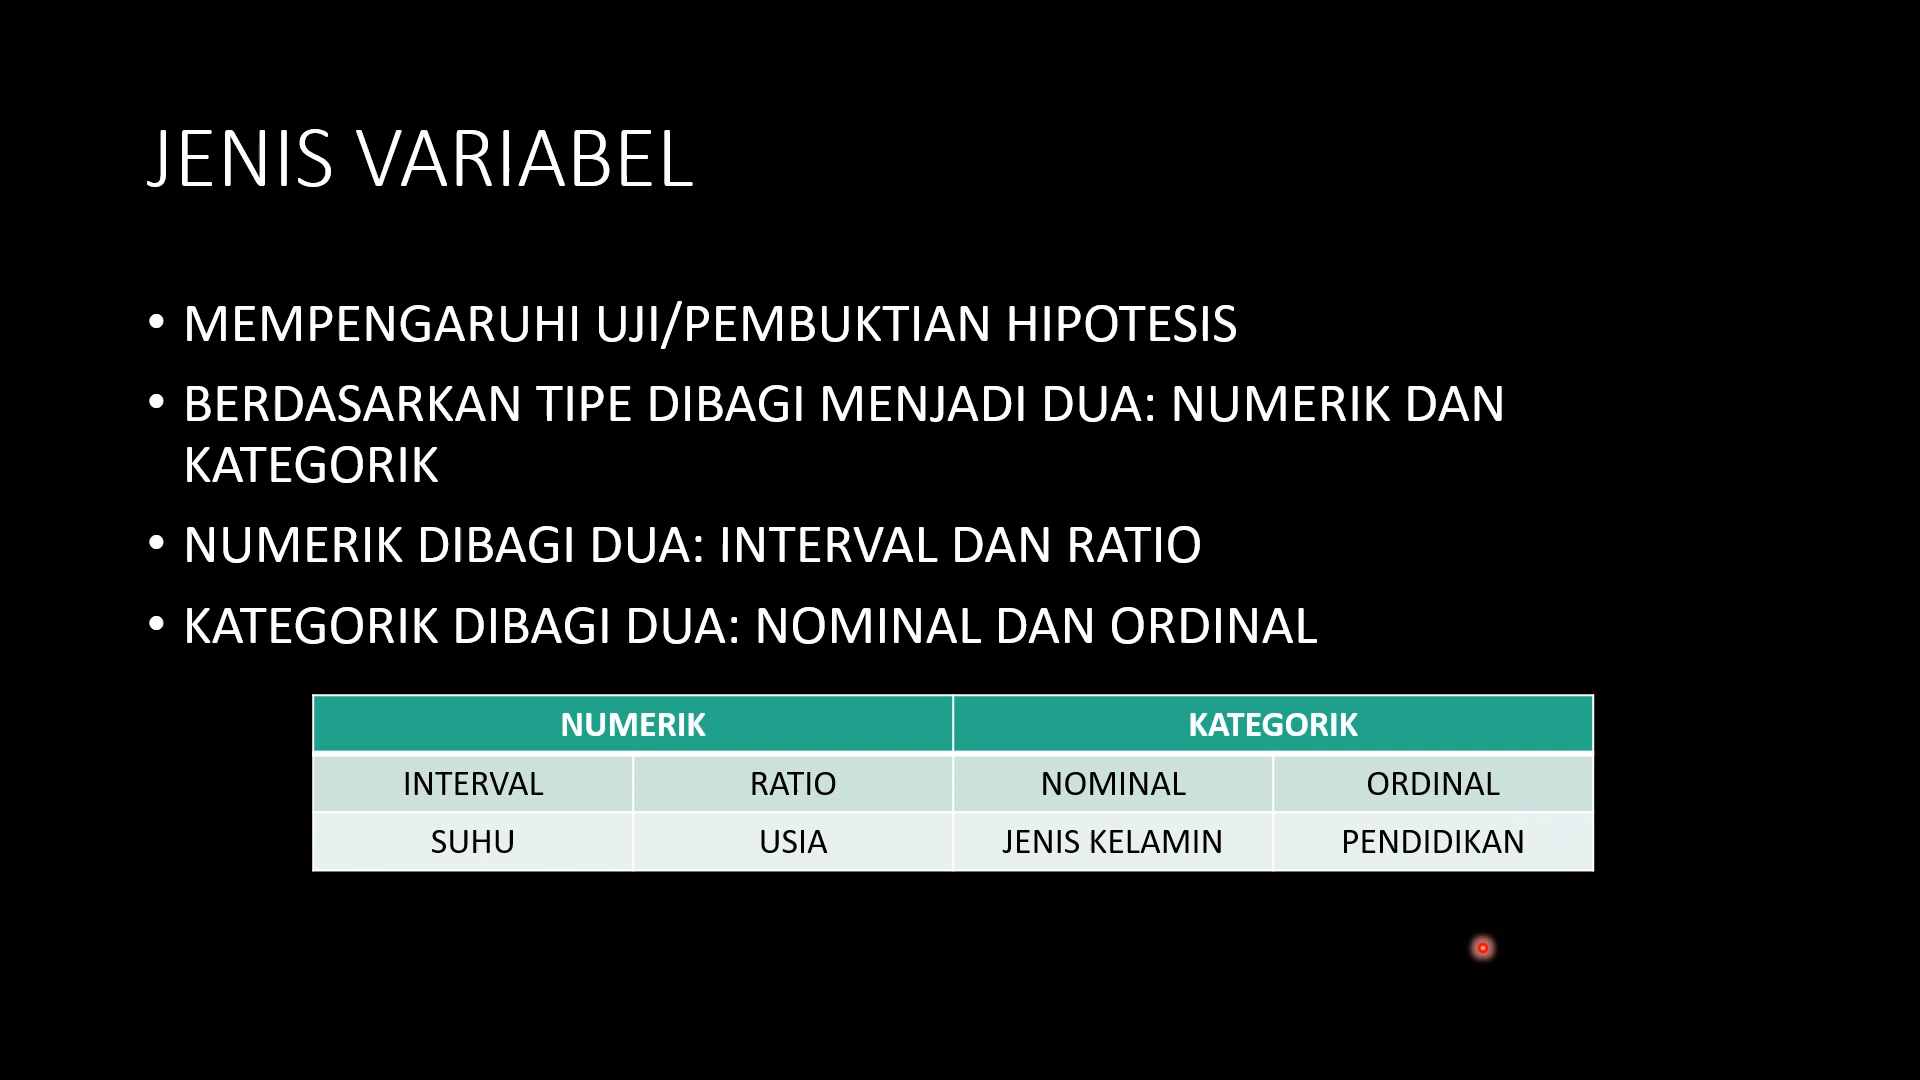 JENIS VARIABEL
• MEMPENGARUHI UJI/PEMBUKTIAN HIPOTESIS
• BERDASARKAN TIPE DIBAGI MENJADI DUA: NUMERIK DAN
KATEGORIK
• NUMERIK DIBAGI DUA: INTERVAL DAN RATIO
• KATEGORIK DIBAGI DUA: NOMINAL DAN ORDINAL
NUMERIK KATEGORIK
INTERVAL RATIO NOMINAL ORDINAL
SUHU USIA JENIS KELAMIN PENDIDIKAN